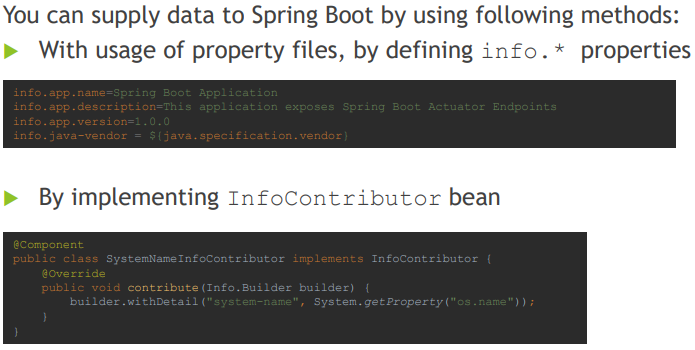 You can supply data to Spring Boot by using following methods:
With usage of property files, by defining info.* properties
info.app.name=Spring Boot Application
info.app.description=This application exposes Spring Boot Actuator Endpoints
info.app.version=1.0.0
info.java-vendor = ${java.specification.vendor}
By implementing InfoContributor bean
@Component
public class SystemNameInfoContributor implements InfoContributor {
@Override
public void contribute(Info.Builder builder) {
builder.withDetail("system-name", System.getProperty("os.name"));
}
}